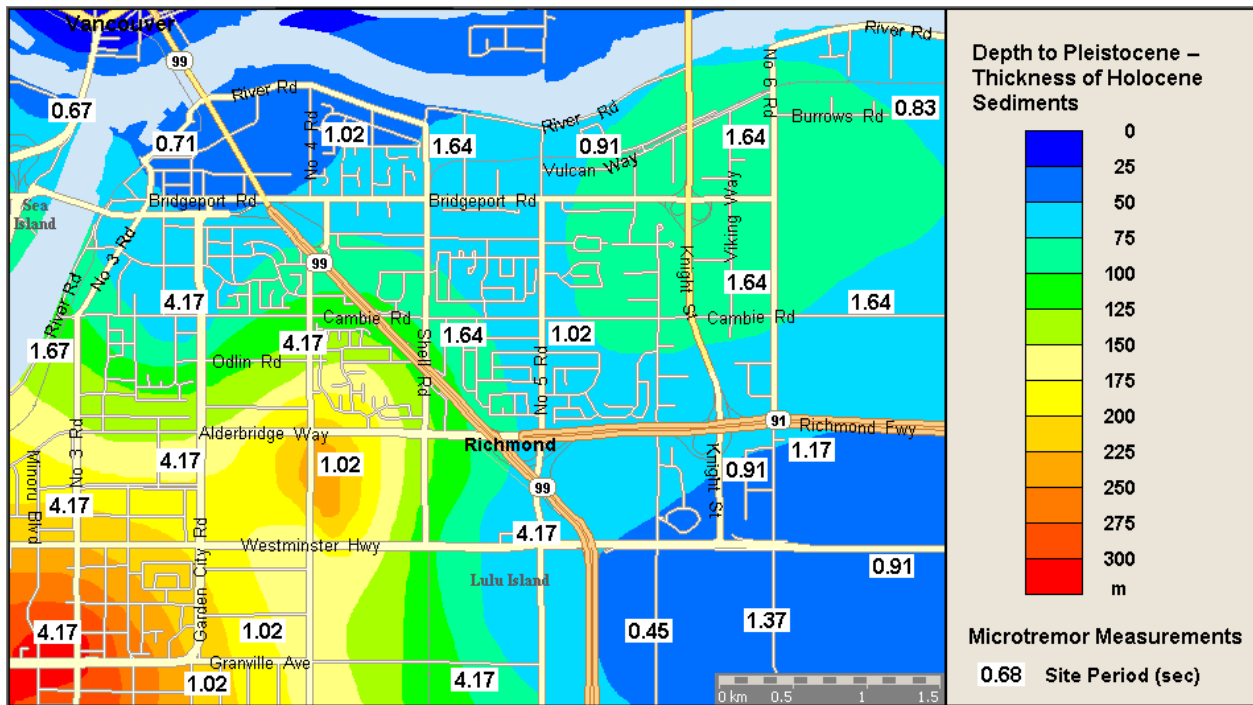 Vancouver
99
River Rd
River Rd
0.67
0.71
No 4 Rd
1.02
1.64
River Rd
0.91
Vulcan Way
No 6 Rd
1.64
Burrows Rd
0.83
Sea
Island
Bridgeport Rd
Bridgeport Rd
Viking Way
No 3 Rd
99
Knight St
River Rd
4.17
1.64
1.64
Cambie Rd
Cambie Rd
1.67
4.17
Odlin Rd
Shell Rd
1.64
1.02
No 5 Rd
No 3 Rd
Alderbridge Way
Richmond
91
Richmond Fwy
Minoru Blvd
4.17
1.02
0.91
1.17
Knight St
4.17
99
Garden City Rd
Westminster Hwy
4.17
Lulu Island
0.91
4.17
1.02
0.45
1.37
Granville Ave
1.02
4.17
0 km 0.5 1 1.5
Depth to Pleistocene –
Thickness of Holocene
Sediments
0
25
50
75
100
125
150
175
200
225
250
275
300
m
Microtremor Measurements
0.68 Site Period (sec)